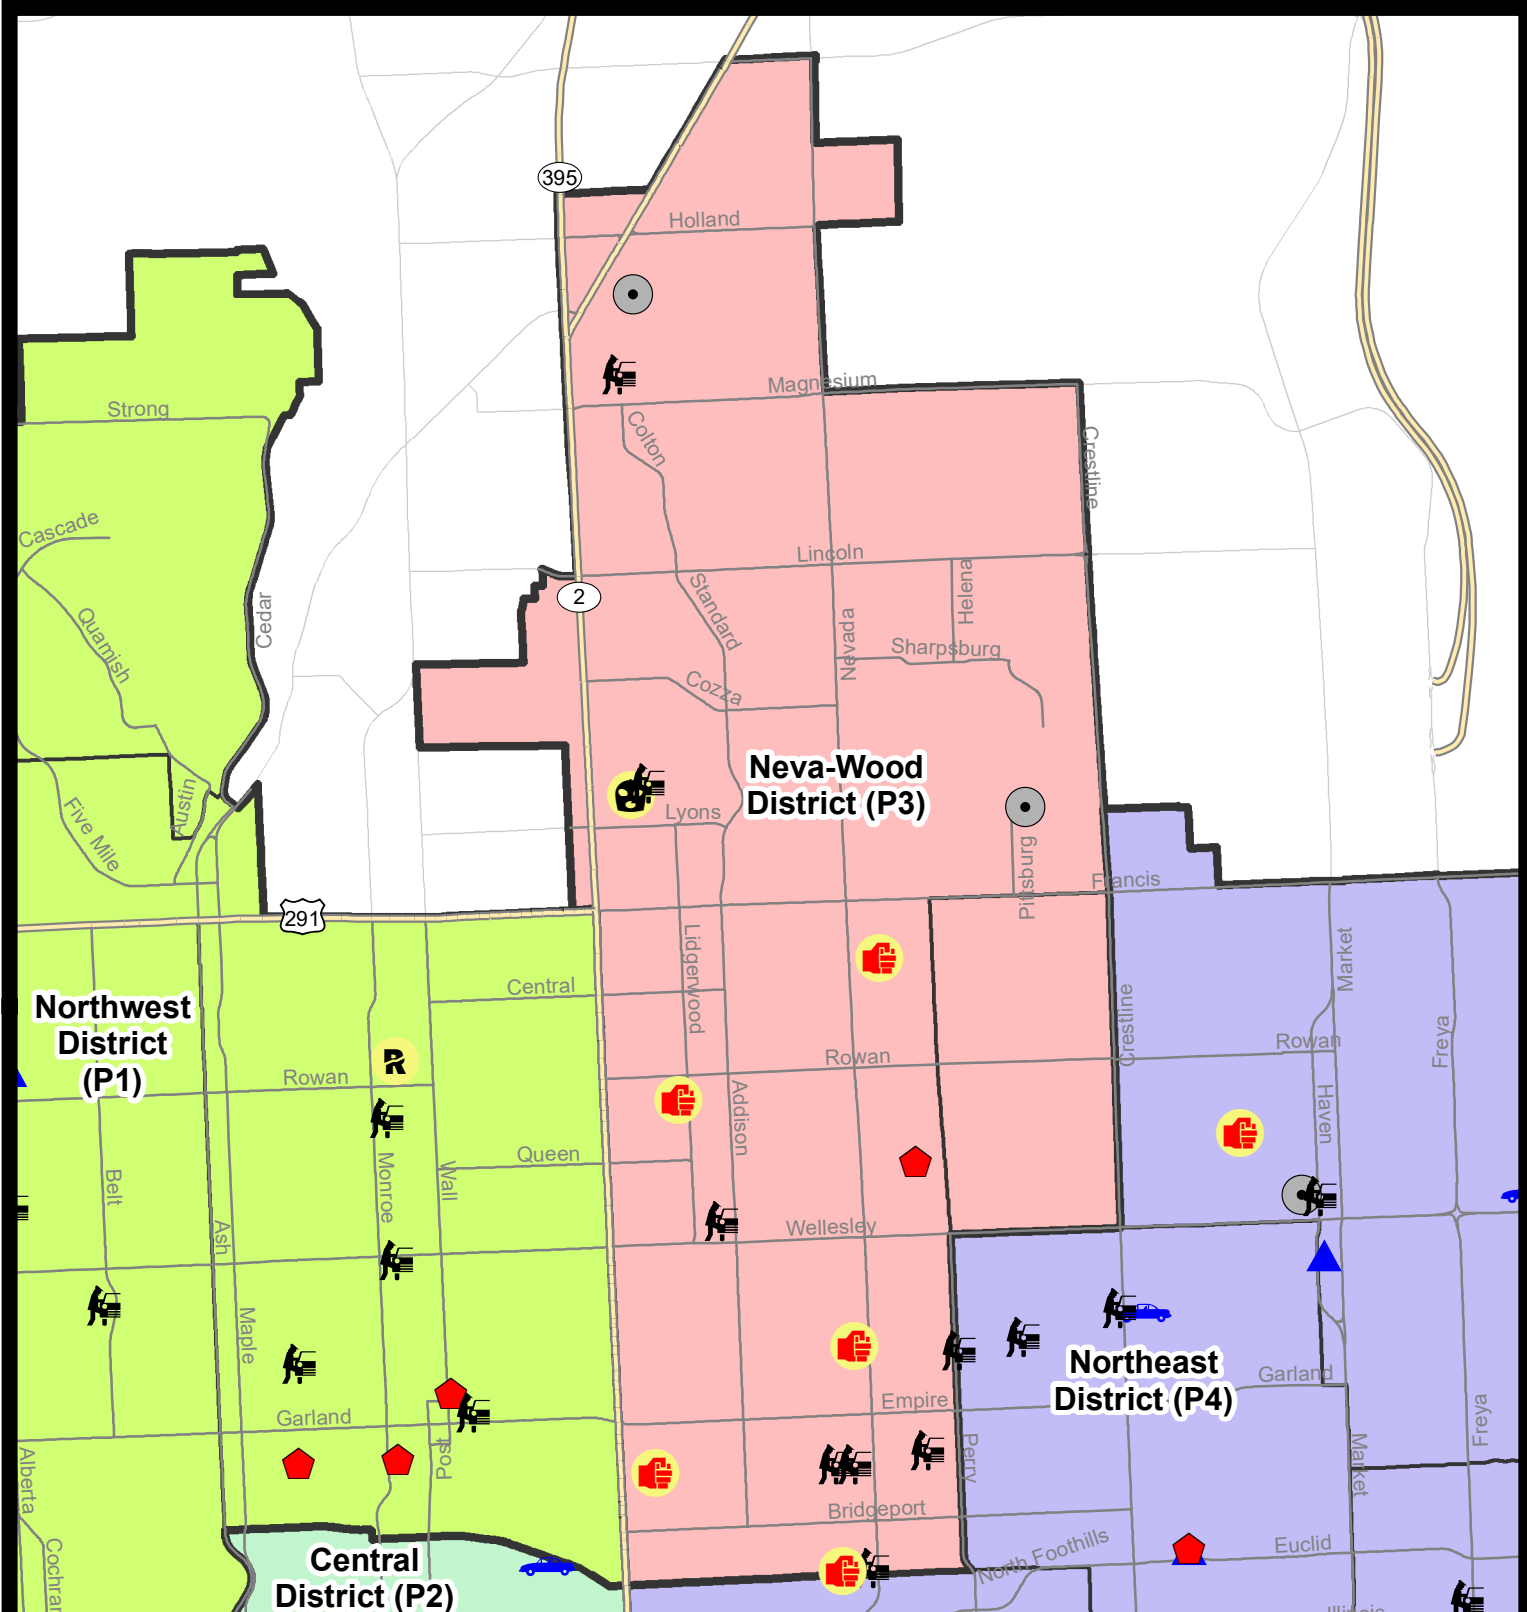 395
Holland
Magnesium
Strong
Colton
Crestline
Cascade
Lincoln
Standard
Helena
2
Cedar
Quamish
Nevada
Sharpsburg
Cozza
Neva-Wood
District (P3)
Five Mile
Austin
Lyons
Pittsburg
Francis
291
Lidgerwood
Market
Central
Northwest
District
(P1)
Crestline
Freya
Rowan
Rowan
Rowan
Addison
Haven
Queen
Belt
Monroe
Wall
Ash
Wellesley
Maple
Northeast
District (P4)
Garland
Empire
Garland
Freya
Post
Perry
Market
Alberta
Bridgeport
Central
District (P2)
Cochran
North Foothills
Euclid